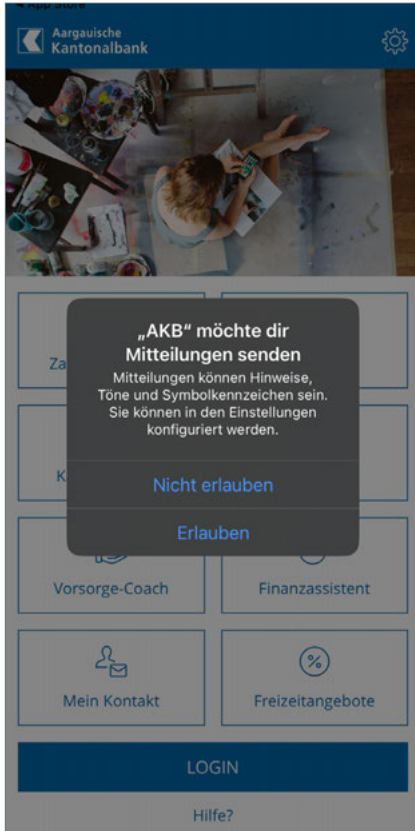 ◀ App Store
Aargauische
Kantonalbank
„AKB“ möchte dir
Mitteilungen senden
Mitteilungen können Hinweise,
Töne und Symbolkennzeichen sein.
Sie können in den Einstellungen
konfiguriert werden.
Za
K
Nicht erlauben
Erlauben
Vorsorge-Coach
Finanzassistent
Mein Kontakt
Freizeitangebote
LOGIN
Hilfe?